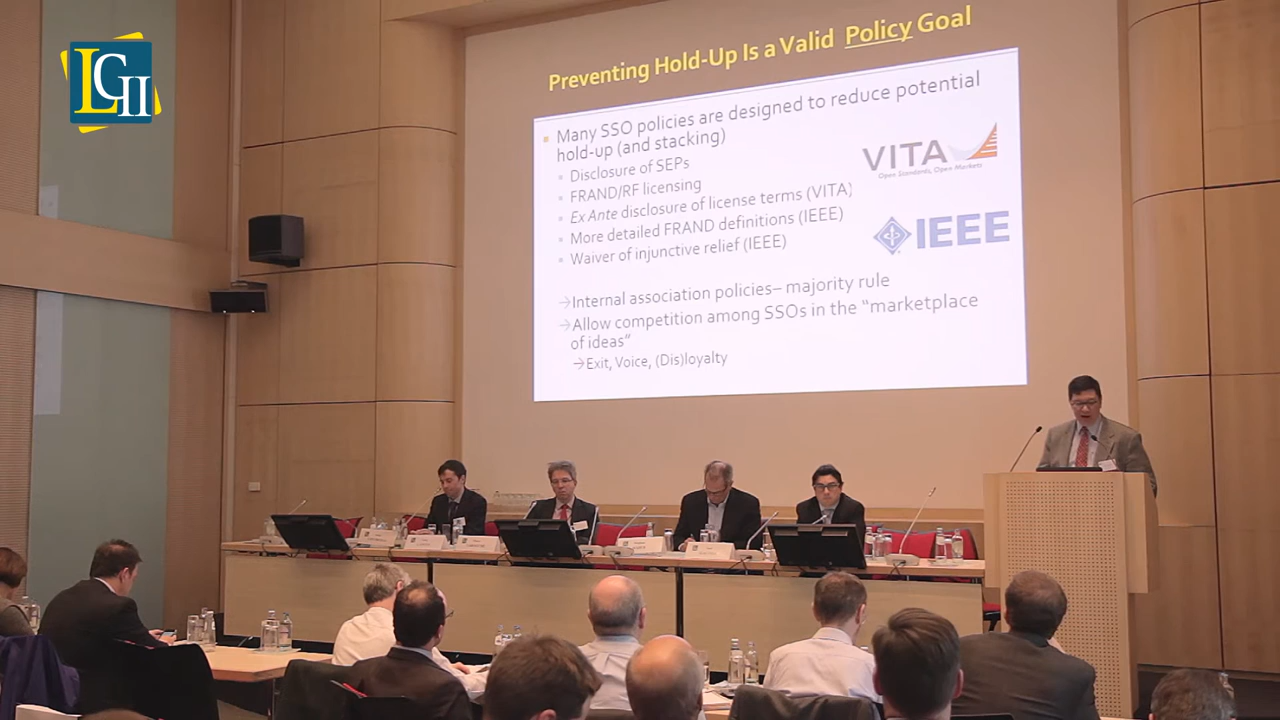 LCII
Preventing Hold-Up Is a Valid Policy Goal
Many SSO policies are designed to reduce potential
hold-up (and stacking)
Disclosure of SEPs
FRAND/RF licensing
Ex Ante disclosure of license terms (VITA)
More detailed FRAND definitions (IEEE)
Waiver of injunctive relief (IEEE)
→Internal association policies– majority rule
→Allow competition among SSOs in the “marketplace
of ideas”
→Exit, Voice, (Dis)loyalty
VITA
Open Standards, Open Markets
IEEE